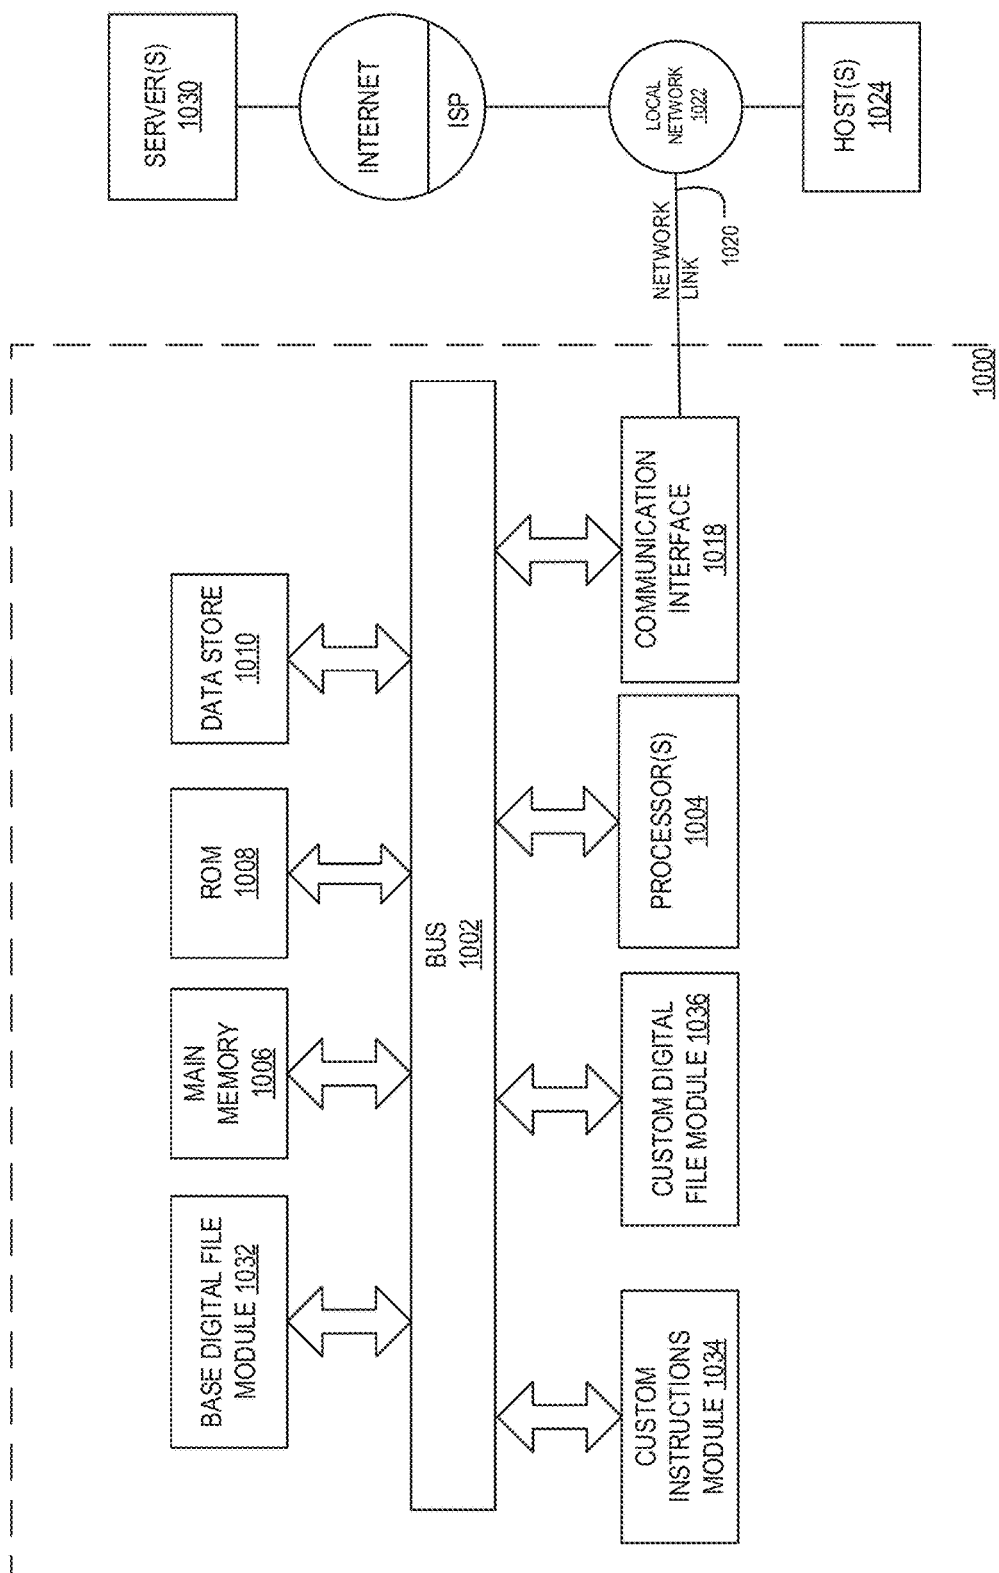 BASE DIGITAL FILE
MODULE 1032
MAIN
MEMORY
1006
ROM
1008
DATA STORE
1010
SERVER(S)
1030
INTERNET
ISP
BUS
1002
NETWORK
LINK
1020
LOCAL
NETWORK
1022
HOST(S)
1024
CUSTOM
INSTRUCTIONS
MODULE 1034
CUSTOM DIGITAL
FILE MODULE 1036
PROCESSOR(S)
1004
COMMUNICATION
INTERFACE
1018
1000